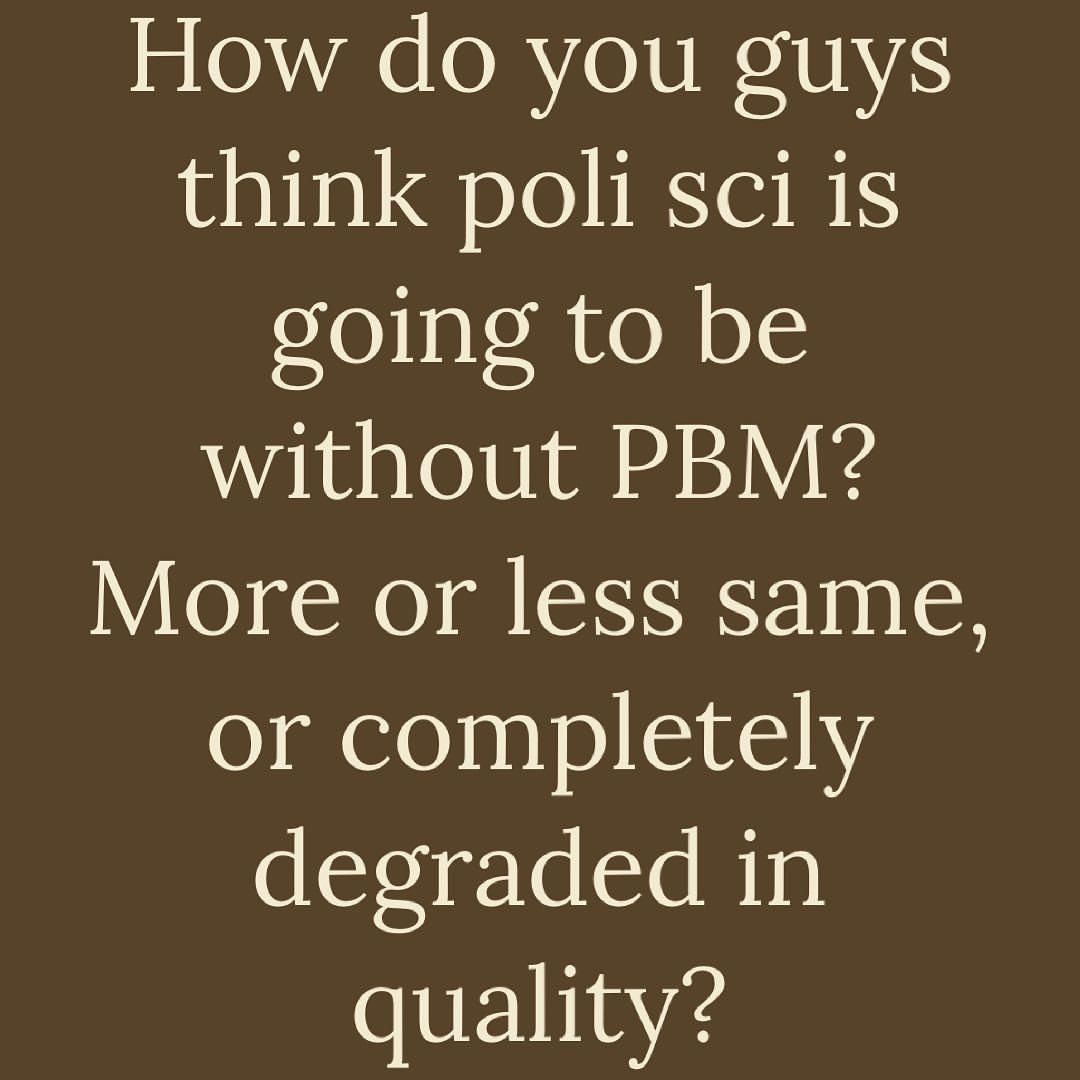 How do you guys
think poli sci is
going to be
without PBM?
More or less same,
or completely
degraded in
quality?